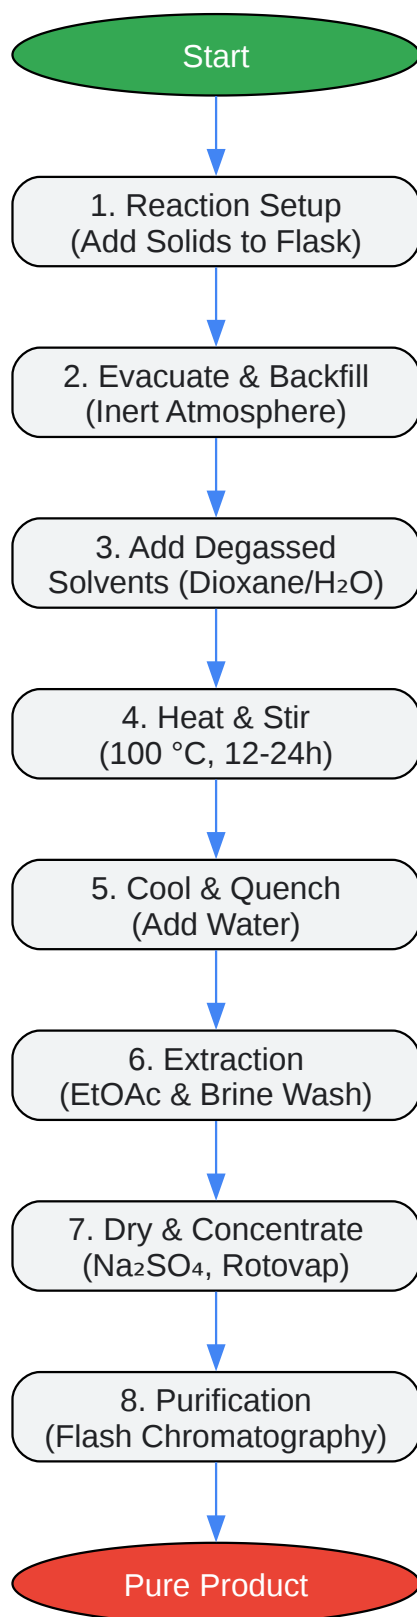 Start
1. Reaction Setup
(Add Solids to Flask)
2. Evacuate & Backfill
(Inert Atmosphere)
3. Add Degassed
Solvents (Dioxane/H₂O)
4. Heat & Stir
(100 °C, 12-24h)
5. Cool & Quench
(Add Water)
6. Extraction
(EtOAc & Brine Wash)
7. Dry & Concentrate
(Na₂SO₄, Rotovap)
8. Purification
(Flash Chromatography)
Pure Product